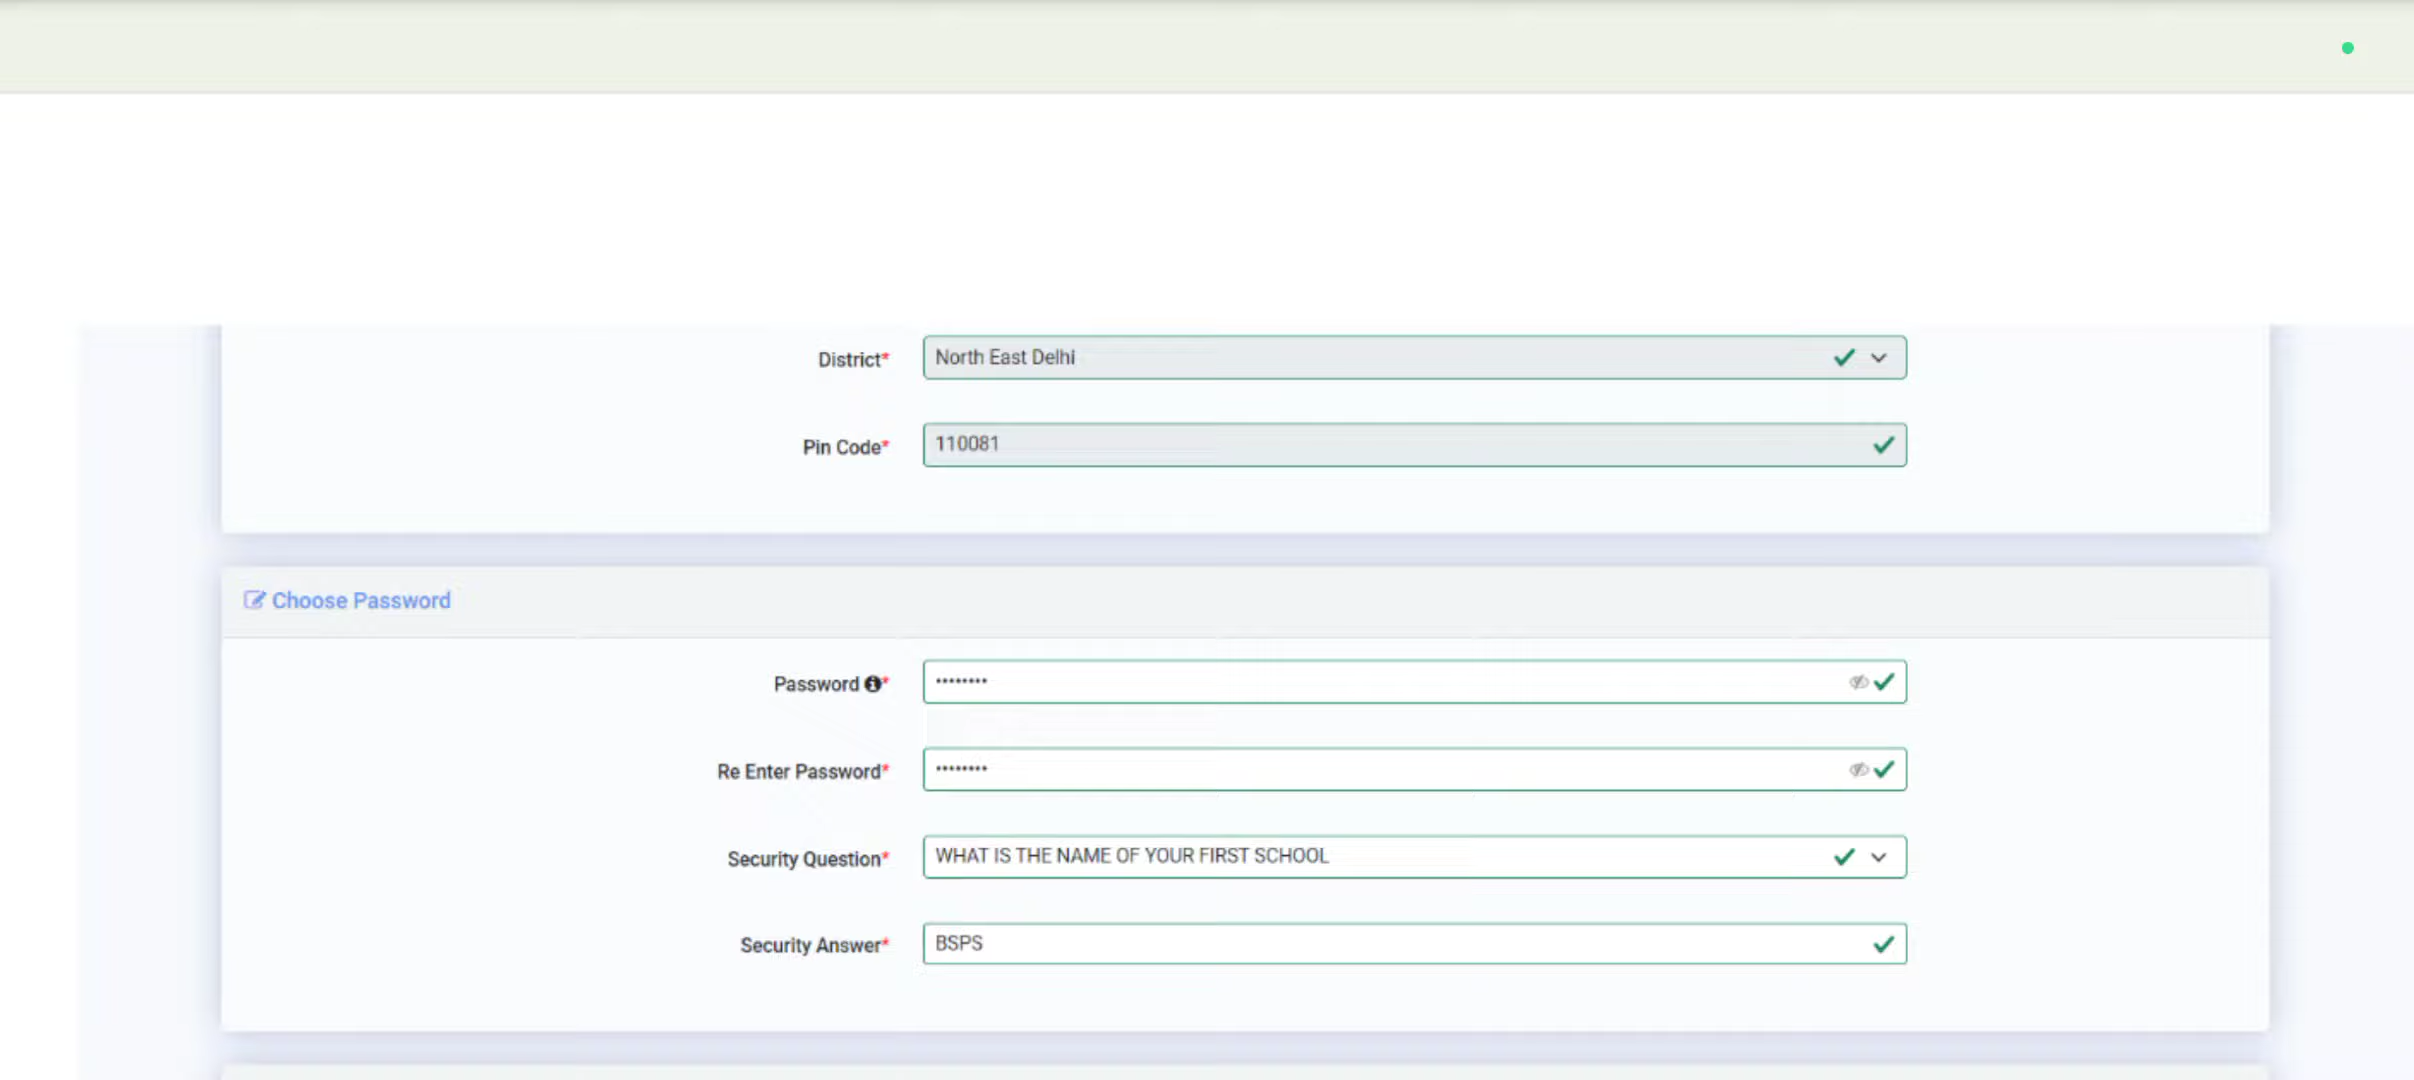 District* North East Delhi
Pin Code* 110081
Choose Password
Password * ••••••••
Re Enter Password* ••••••••
Security Question* WHAT IS THE NAME OF YOUR FIRST SCHOOL
Security Answer* BSPS